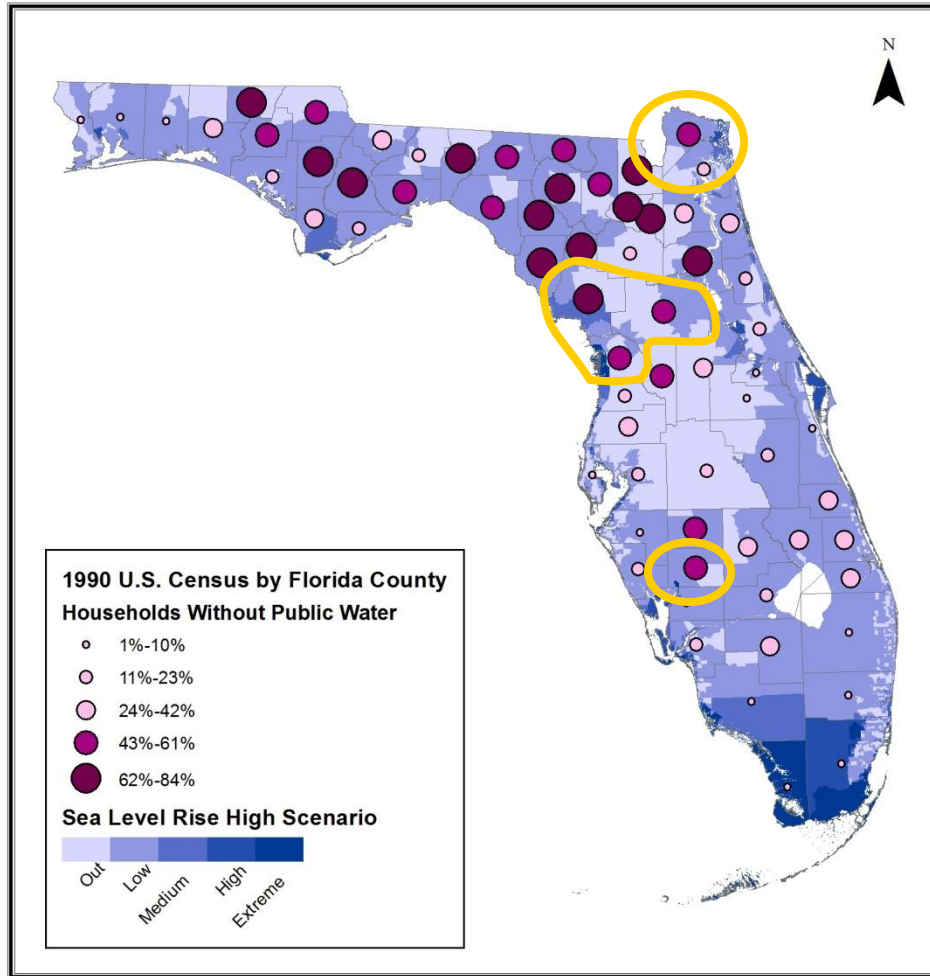 N
1990 U.S. Census by Florida County
Households Without Public Water
1%-10%
11%-23%
24%-42%
43%-61%
62%-84%
Sea Level Rise High Scenario
Out
Low
Medium
High
Extreme